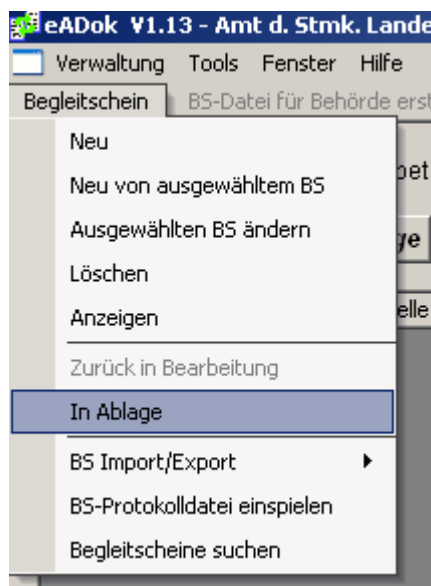 eADok V1.13 - Amt d. Stmk. Lande
Verwaltung Tools Fenster Hilfe
Begleitschein BS-Datei für Behörde erst
Neu
Neu von ausgewähltem BS
Ausgewählten BS ändern
Löschen
Anzeigen
Zurück in Bearbeitung
In Ablage
BS Import/Export
BS-Protokolldatei einspielen
Begleitscheine suchen